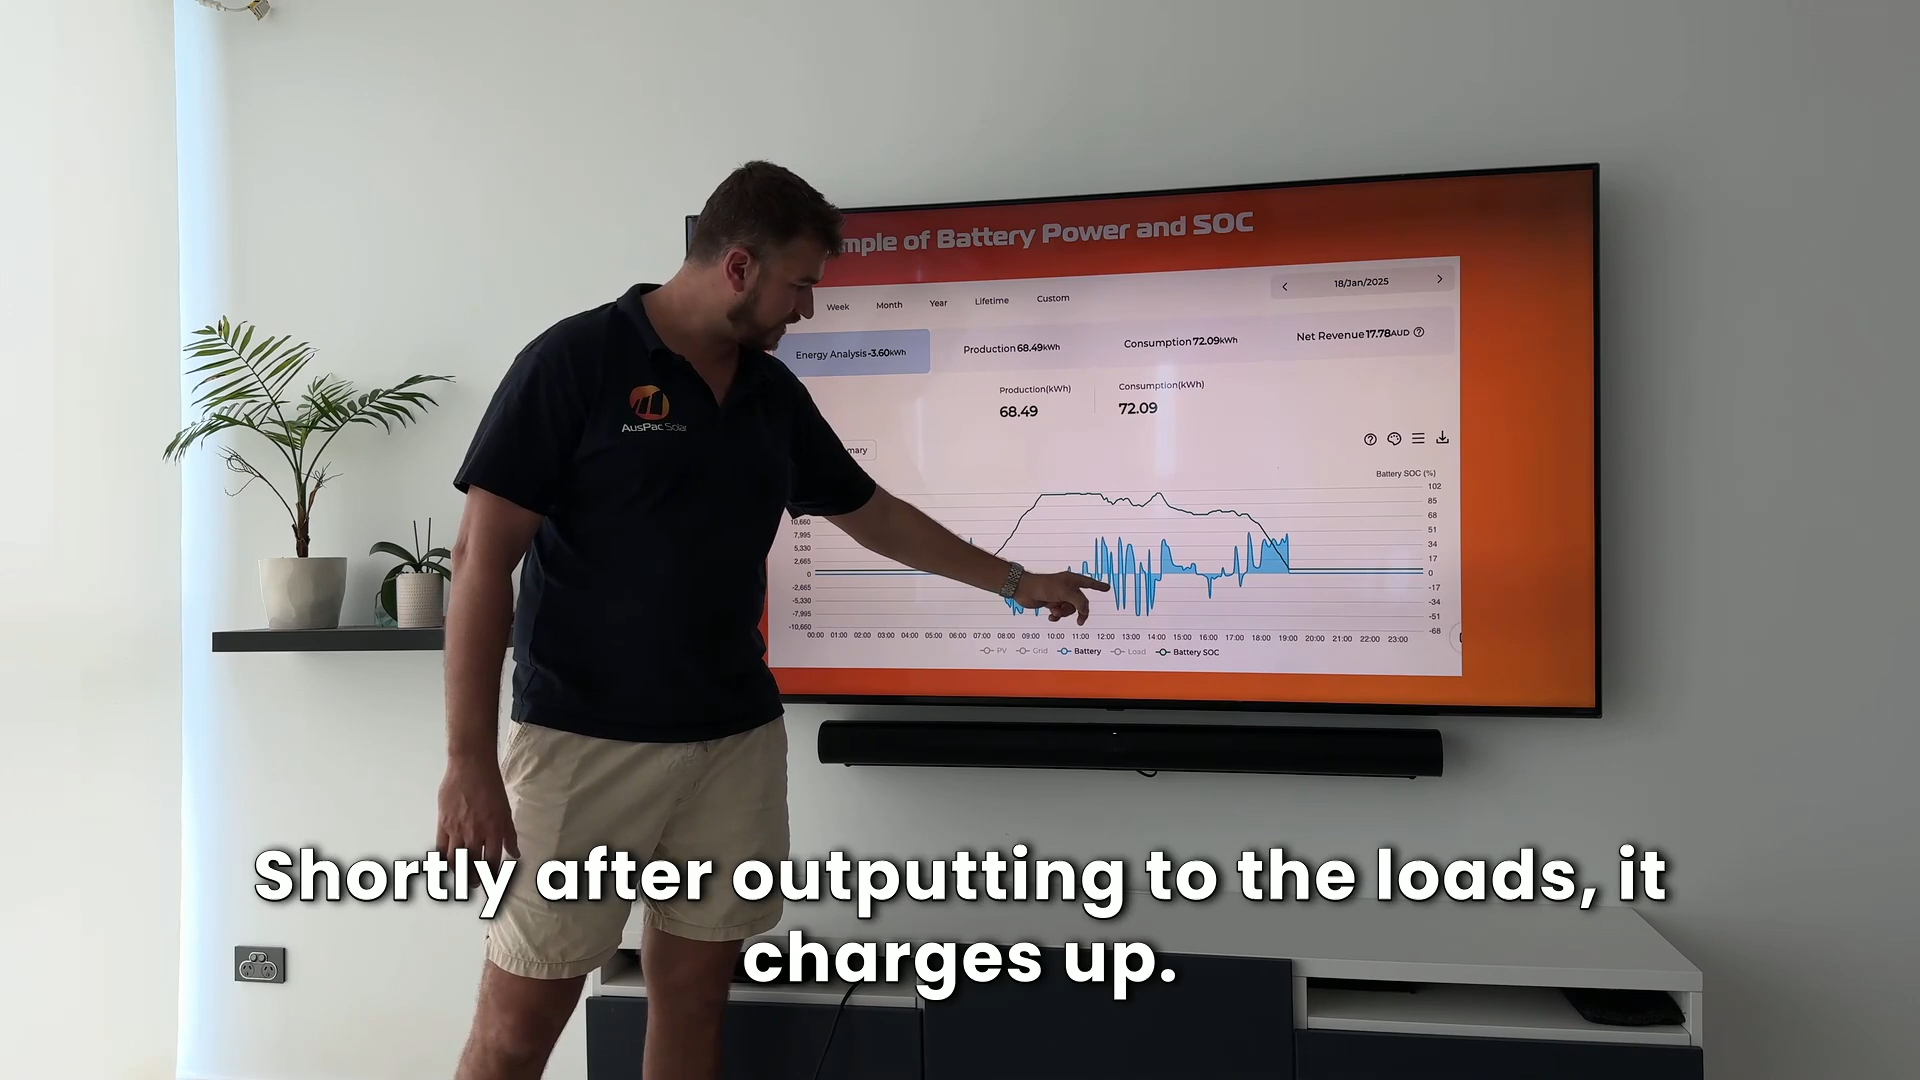 mple of Battery Power and SOC
Week Month Year Lifetime Custom
18/Jan/2025
Energy Analysis -3.60kWh Production 68.49kWh Consumption 72.09kWh Net Revenue 17.78AUD
Production(kWh) Consumption(kWh)
68.49 72.09
mary
Battery SOC (%)
10,660
7,995
5,330
2,665
0
-2,665
-5,330
-7,995
-10,660
102
85
68
51
34
17
0
-17
-34
-51
-68
00:00 01:00 02:00 03:00 04:00 05:00 06:00 07:00 08:00 09:00 10:00 11:00 12:00 13:00 14:00 15:00 16:00 17:00 18:00 19:00 20:00 21:00 22:00 23:00
PV Grid Battery Load Battery SOC
AusPac Solar
Shortly after outputting to the loads, it
charges up.